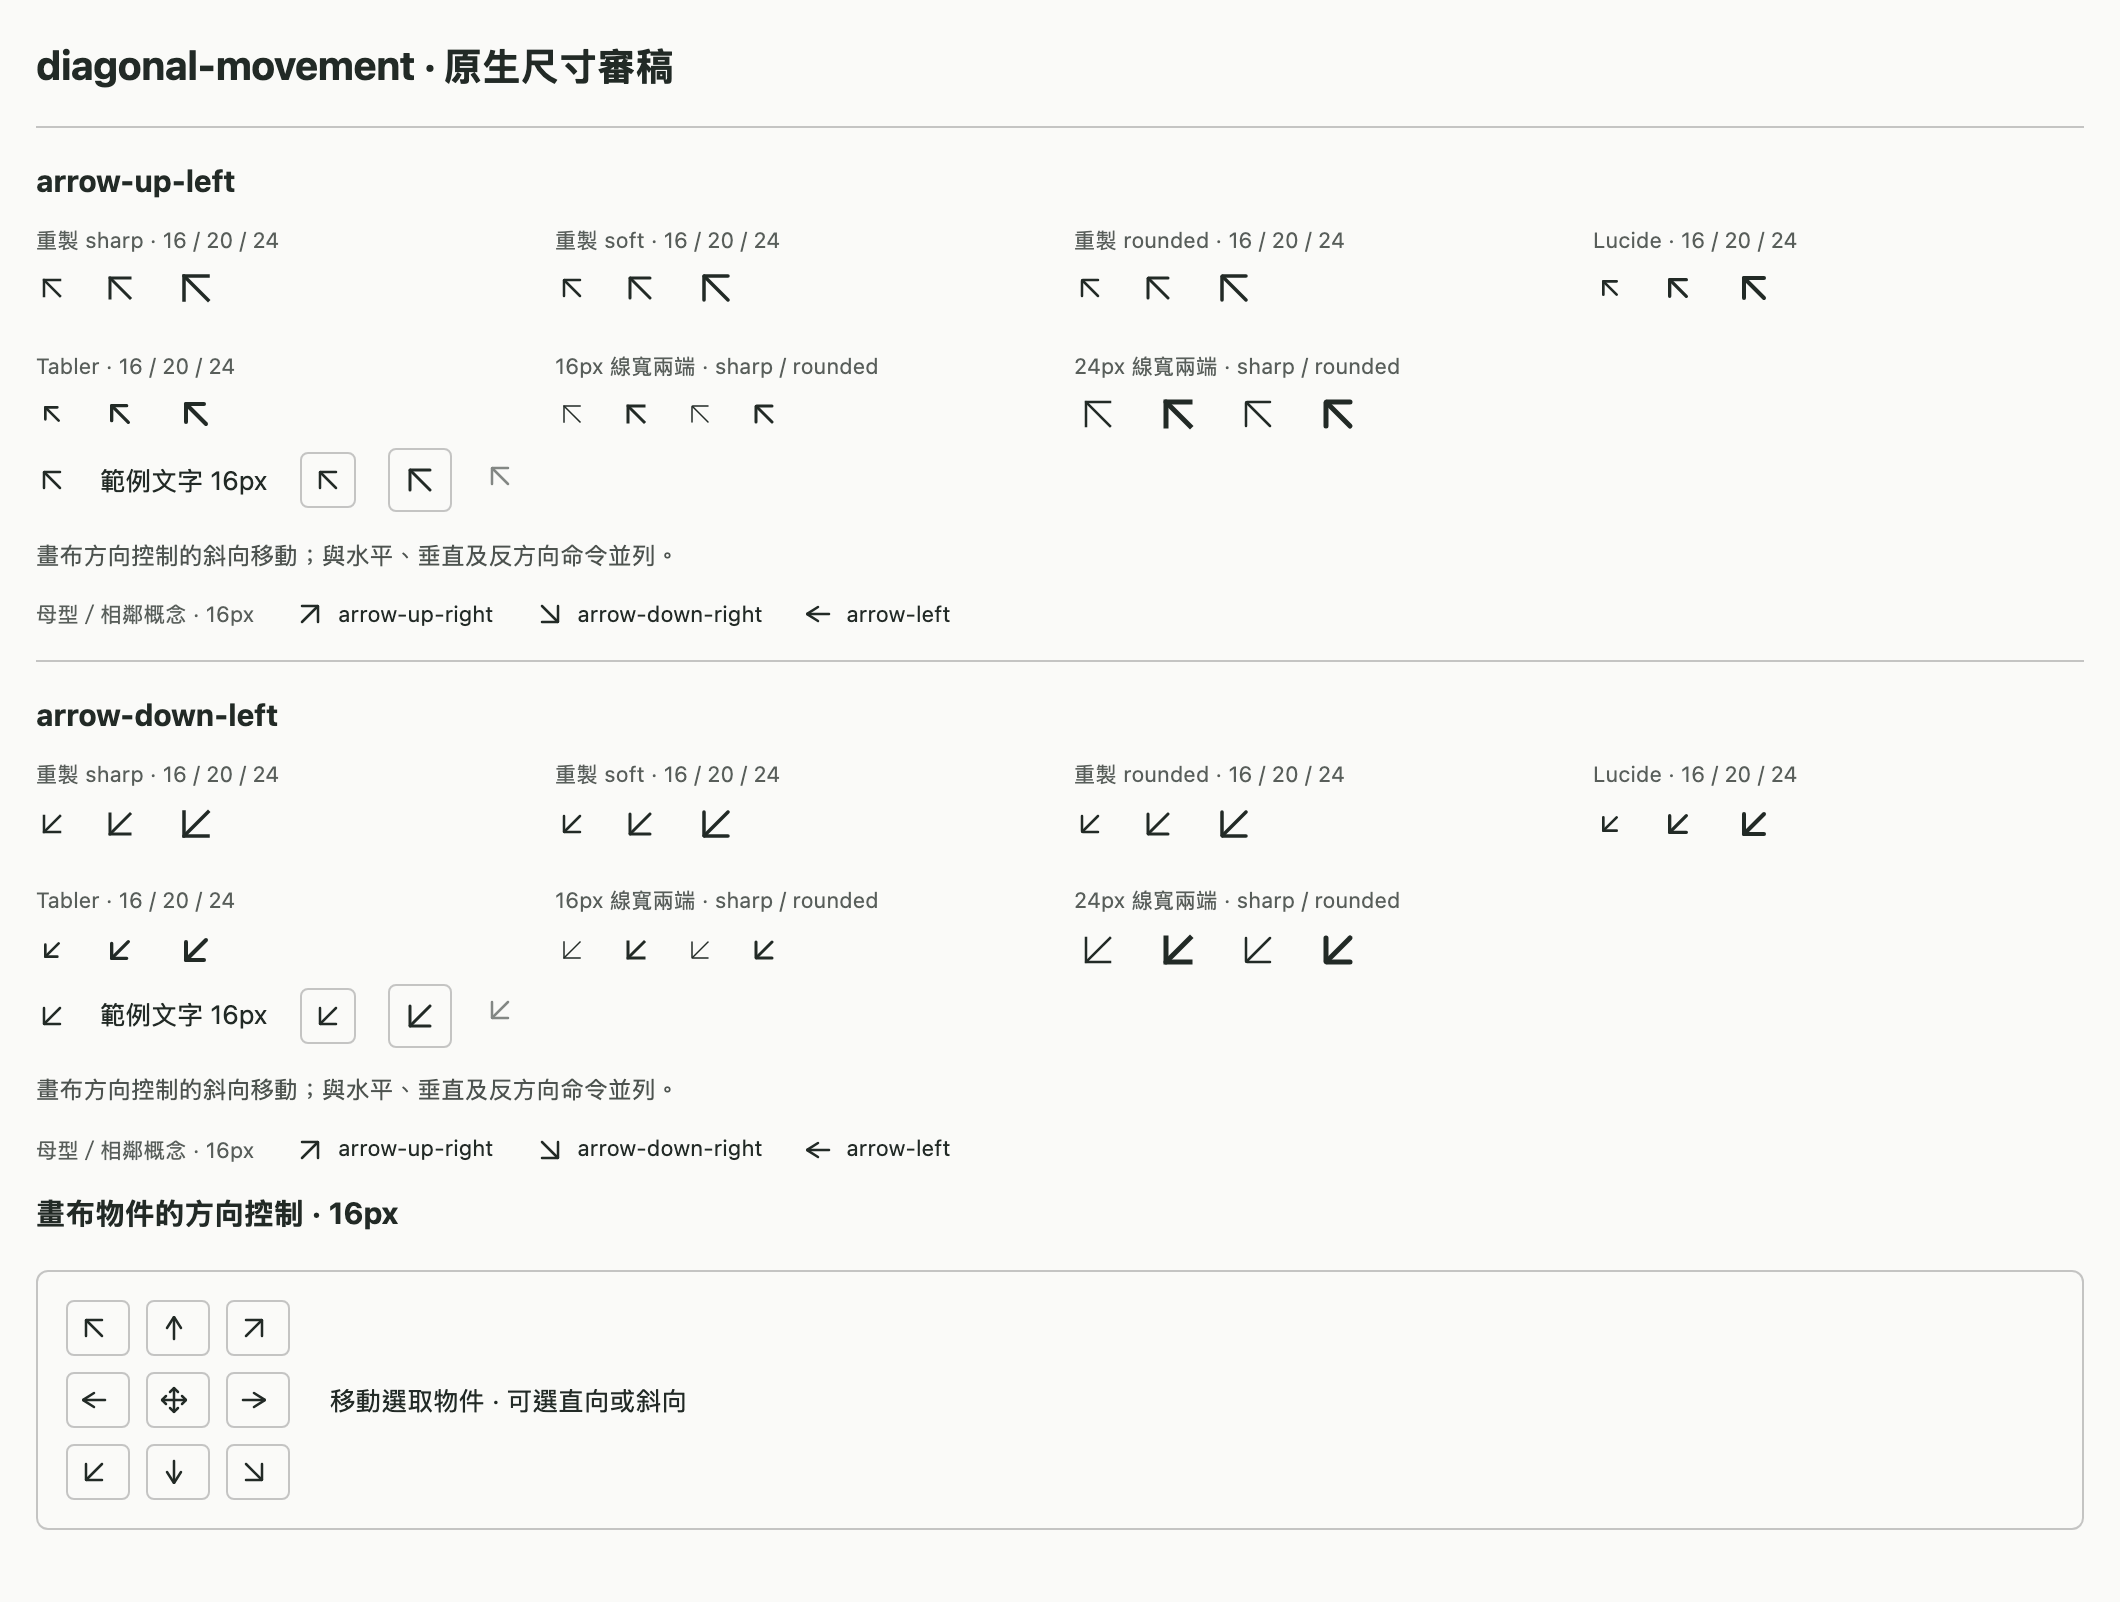 diagonal-movement · 原生尺寸審稿
arrow-up-left
重製 sharp · 16 / 20 / 24
重製 soft · 16 / 20 / 24
重製 rounded · 16 / 20 / 24
Lucide · 16 / 20 / 24
Tabler · 16 / 20 / 24
16px 線寬兩端 · sharp / rounded
24px 線寬兩端 · sharp / rounded
範例文字 16px
畫布方向控制的斜向移動；與水平、垂直及反方向命令並列。
母型 / 相鄰概念 · 16px
arrow-up-right
arrow-down-right
arrow-left
arrow-down-left
重製 sharp · 16 / 20 / 24
重製 soft · 16 / 20 / 24
重製 rounded · 16 / 20 / 24
Lucide · 16 / 20 / 24
Tabler · 16 / 20 / 24
16px 線寬兩端 · sharp / rounded
24px 線寬兩端 · sharp / rounded
範例文字 16px
畫布方向控制的斜向移動；與水平、垂直及反方向命令並列。
母型 / 相鄰概念 · 16px
arrow-up-right
arrow-down-right
arrow-left
畫布物件的方向控制 · 16px
移動選取物件 · 可選直向或斜向